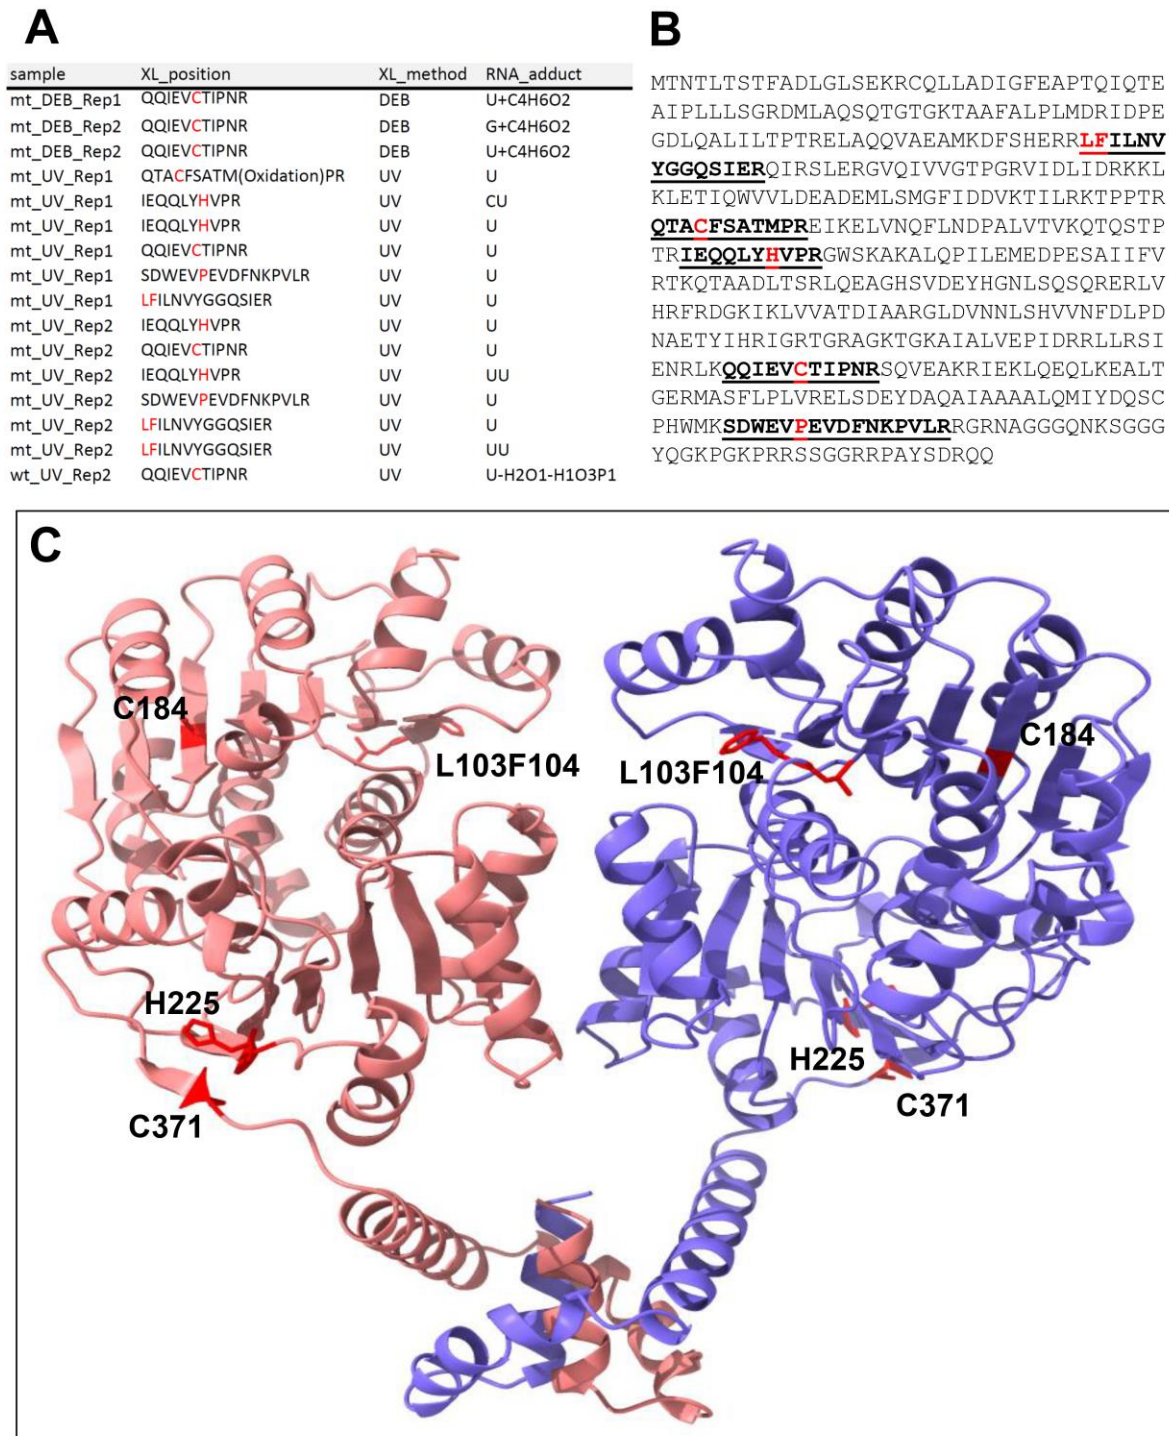 A
sample XL_position XL_method RNA_adduct
mt_DEB_Rep1 QQIEVCTIPNR DEB U+C4H6O2
mt_DEB_Rep2 QQIEVCTIPNR DEB G+C4H6O2
mt_DEB_Rep2 QQIEVCTIPNR DEB U+C4H6O2
mt_UV_Rep1 QTACFSATM(Oxidation)PR UV U
mt_UV_Rep1 IEQQLYHVPR UV CU
mt_UV_Rep1 IEQQLYHVPR UV U
mt_UV_Rep1 QQIEVCTIPNR UV U
mt_UV_Rep1 SDWEVPEVDFNKPVLR UV U
mt_UV_Rep1 LFILNVYGGQSIER UV U
mt_UV_Rep2 IEQQLYHVPR UV U
mt_UV_Rep2 QQIEVCTIPNR UV U
mt_UV_Rep2 IEQQLYHVPR UV UU
mt_UV_Rep2 SDWEVPEVDFNKPVLR UV U
mt_UV_Rep2 LFILNVYGGQSIER UV U
mt_UV_Rep2 LFILNVYGGQSIER UV UU
wt_UV_Rep2 QQIEVCTIPNR UV U-H2O1-H1O3P1
B
MTNTLTSTFADLGLSEKRCQLLADIGFEAPTQIQTE
AIPLLLSGRDMLAQSQTGTGKTAAFALPLMDRIDPE
GDLQALILTPTRELAQQVAEAMKDFSHERRLFILNV
YGGQSIERQIRSLERGVQIVVGTPGRVIDLIDRKKL
KLETIQWVVLDEADEMLSMGFIDDVKTILRKTPPTR
QTACFSATMPREIKELVNQFLNDPALVTVKQTQSTP
TRIEQQLYHVPRGWSKAKALQPILEMEDPESAIIFV
RTKQTAADLTSRLQEAGHSVDEYHGNLSQSQRERLV
HRFRDGKIKLVVATDIAARGLDVNNLSHVVNFDLPD
NAETYIHRIGRTGRAGKTGKAIALVEPIDRRLLRSI
ENRLKQQIEVCTIPNRSQVEAKRIEKLQEQLKEALT
GERMASFLPLVRELSDEYDAQAIAAAALQMIYDQSC
PHWMKSDWEVPEVDFNKPVLRRGRNAGGGQNKSGGG
YQGKPGKPRRSSGGRRPAYSDRQQ
C
C184
L103F104
H225
C371
L103F104
C184
H225
C371